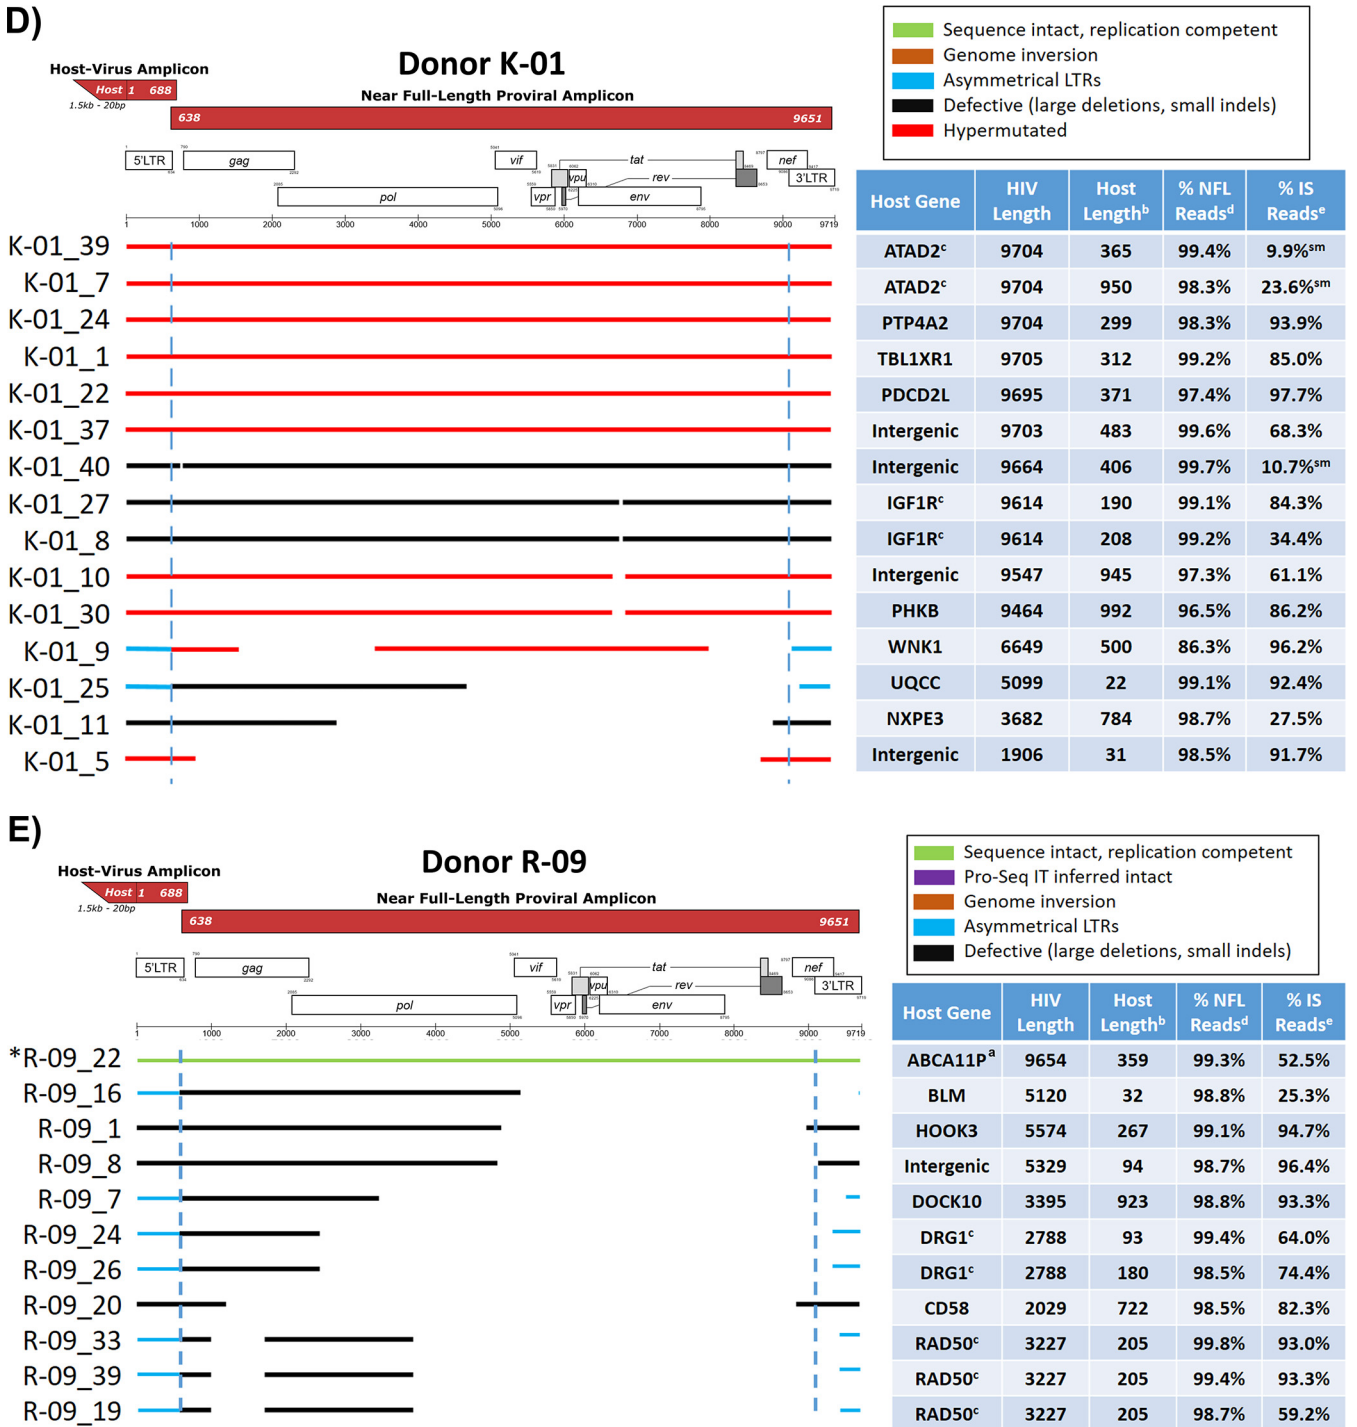 D)
Host-Virus Amplicon
Host 1 688
1.5kb - 20bp
Donor K-01
Near Full-Length Proviral Amplicon
638 9651
Sequence intact, replication competent
Genome inversion
Asymmetrical LTRs
Defective (large deletions, small indels)
Hypermutated
5'LTR gag vif tat nef
vpu rev 3'LTR
pol vpr env
1 1000 2000 3000 4000 5000 6000 7000 8000 9000 9719
Host Gene HIV Length Host Length^b % NFL Reads^d % IS Reads^e
K-01_39 ATAD2^c 9704 365 99.4% 9.9%^sm
K-01_7 ATAD2^c 9704 950 98.3% 23.6%^sm
K-01_24 PTP4A2 9704 299 98.3% 93.9%
K-01_1 TBL1XR1 9705 312 99.2% 85.0%
K-01_22 PDCD2L 9695 371 97.4% 97.7%
K-01_37 Intergenic 9703 483 99.6% 68.3%
K-01_40 Intergenic 9664 406 99.7% 10.7%^sm
K-01_27 IGF1R^c 9614 190 99.1% 84.3%
K-01_8 IGF1R^c 9614 208 99.2% 34.4%
K-01_10 Intergenic 9547 945 97.3% 61.1%
K-01_30 PHKB 9464 992 96.5% 86.2%
K-01_9 WNK1 6649 500 86.3% 96.2%
K-01_25 UQCC 5099 22 99.1% 92.4%
K-01_11 NXPE3 3682 784 98.7% 27.5%
K-01_5 Intergenic 1906 31 98.5% 91.7%
E)
Host-Virus Amplicon
Host 1 688
1.5kb - 20bp
Donor R-09
Near Full-Length Proviral Amplicon
638 9651
Sequence intact, replication competent
Pro-Seq IT inferred intact
Genome inversion
Asymmetrical LTRs
Defective (large deletions, small indels)
5'LTR gag vif tat nef
vpu rev 3'LTR
pol vpr env
1 1000 2000 3000 4000 5000 6000 7000 8000 9000 9719
Host Gene HIV Length Host Length^b % NFL Reads^d % IS Reads^e
*R-09_22 ABCA11P^a 9654 359 99.3% 52.5%
R-09_16 BLM 5120 32 98.8% 25.3%
R-09_1 HOOK3 5574 267 99.1% 94.7%
R-09_8 Intergenic 5329 94 98.7% 96.4%
R-09_7 DOCK10 3395 923 98.8% 93.3%
R-09_24 DRG1^c 2788 93 99.4% 64.0%
R-09_26 DRG1^c 2788 180 98.5% 74.4%
R-09_20 CD58 2029 722 98.5% 82.3%
R-09_33 RAD50^c 3227 205 99.8% 93.0%
R-09_39 RAD50^c 3227 205 99.4% 93.3%
R-09_19 RAD50^c 3227 205 98.7% 59.2%